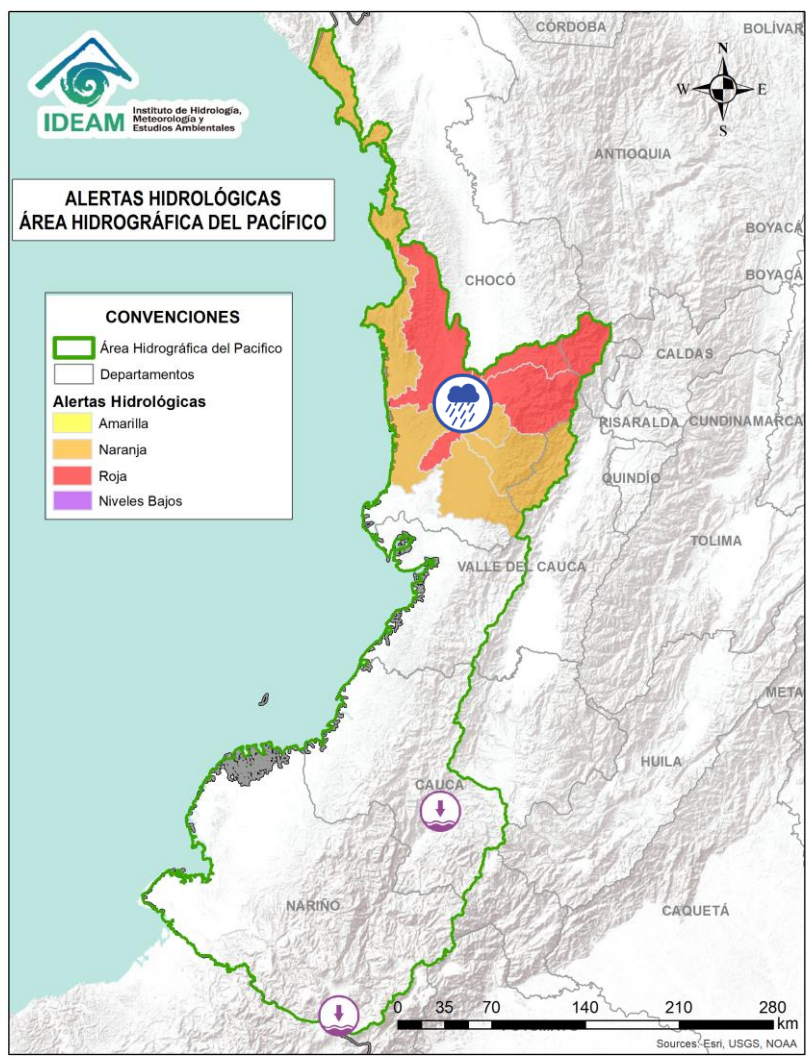 CÓRDOBA
BOLÍVAR
N
W
E
S
IDEAM
Instituto de Hidrología,
Meteorología y
Estudios Ambientales
ANTIOQUIA
ALERTAS HIDROLÓGICAS
ÁREA HIDROGRÁFICA DEL PACÍFICO
BOYACÁ
BOYACÁ
CHOCÓ
CONVENCIONES
Área Hidrográfica del Pacifico
Departamentos
Alertas Hidrológicas
Amarilla
Naranja
Roja
Niveles Bajos
CALDAS
RISARALDA
CUNDINAMARCA
QUINDÍO
TOLIMA
VALLE DEL CAUCA
META
HUILA
CAUCA
NARIÑO
CAQUETÁ
0 35 70 140 210 280
km
Sources: Esri, USGS, NOAA